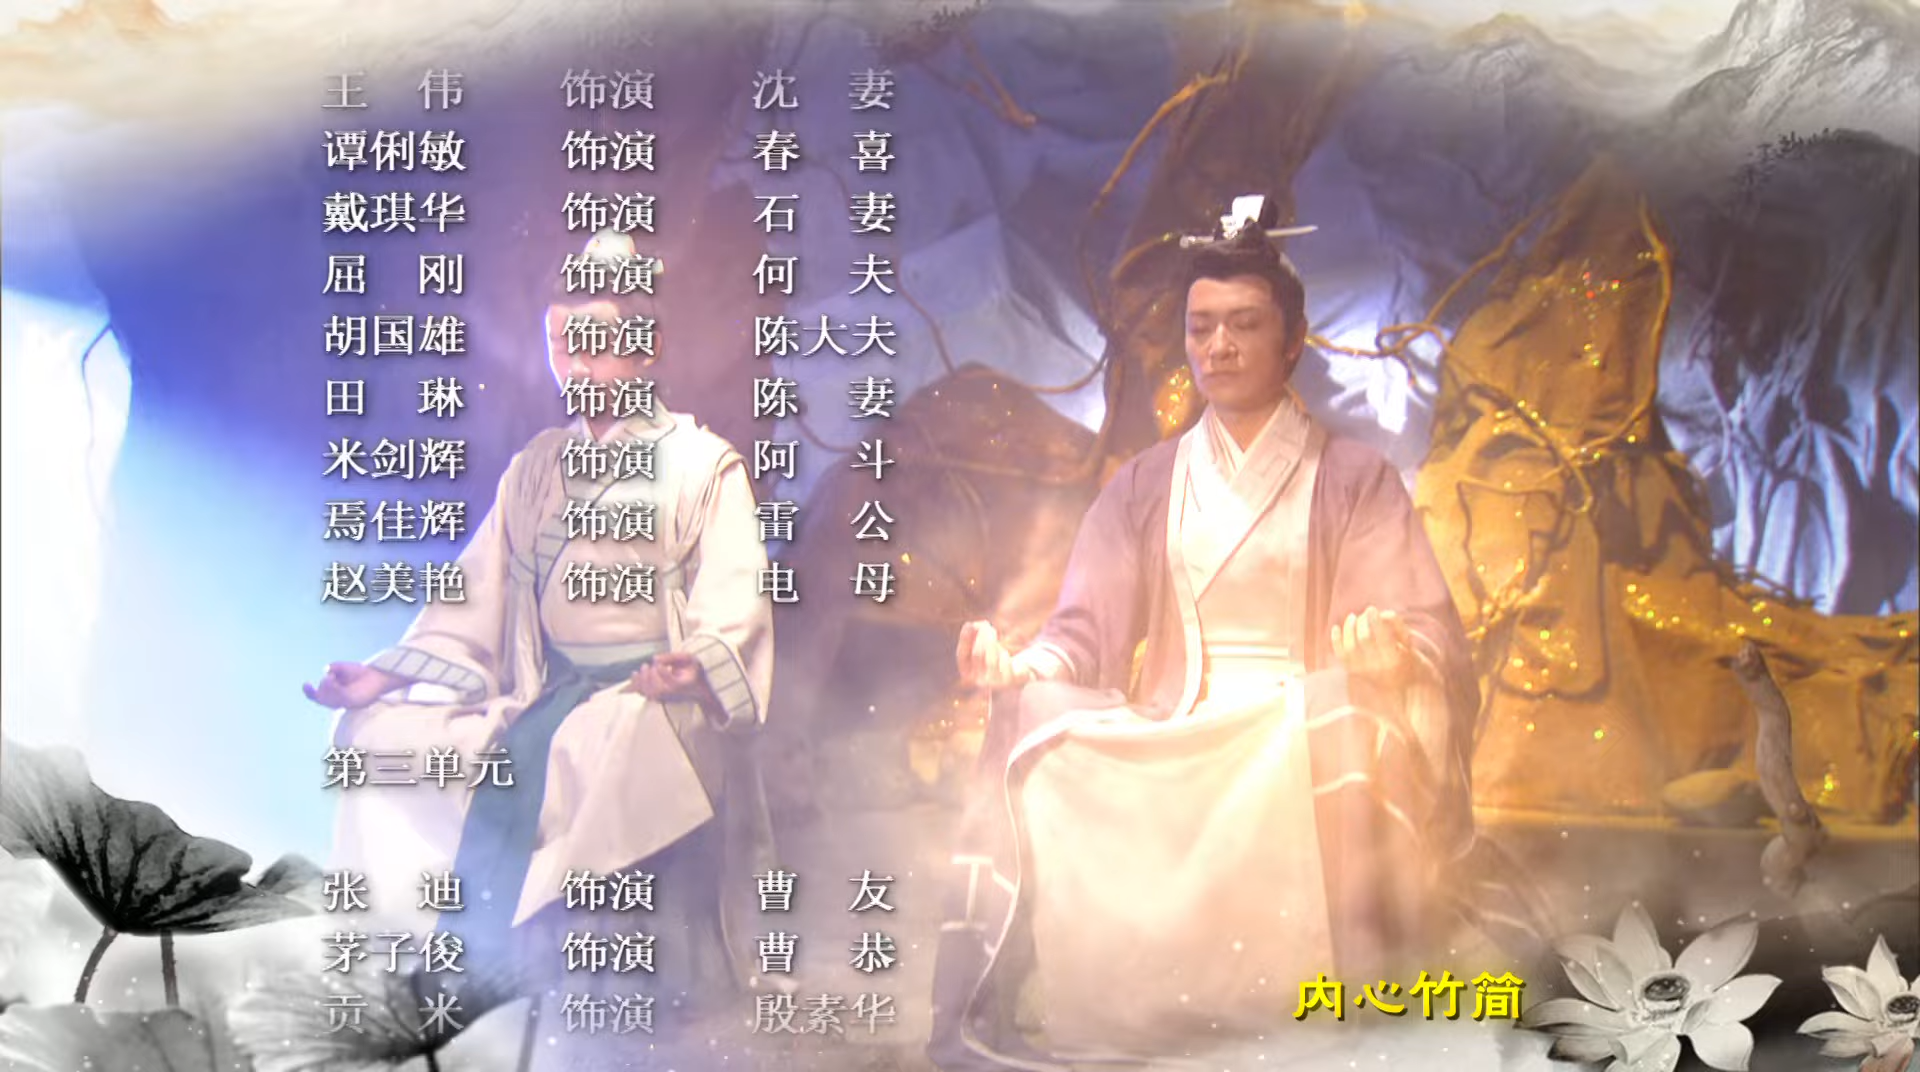 王 伟 饰演 沈 妻
谭俐敏 饰演 春 喜
戴琪华 饰演 石 妻
屈 刚 饰演 何 夫
胡国雄 饰演 陈大夫
田 琳 饰演 陈 妻
米剑辉 饰演 阿 斗
焉佳辉 饰演 雷 公
赵美艳 饰演 电 母
第三单元
张 迪 饰演 曹 友
茅子俊 饰演 曹 恭
贡 米 饰演 殷素华
内心竹简